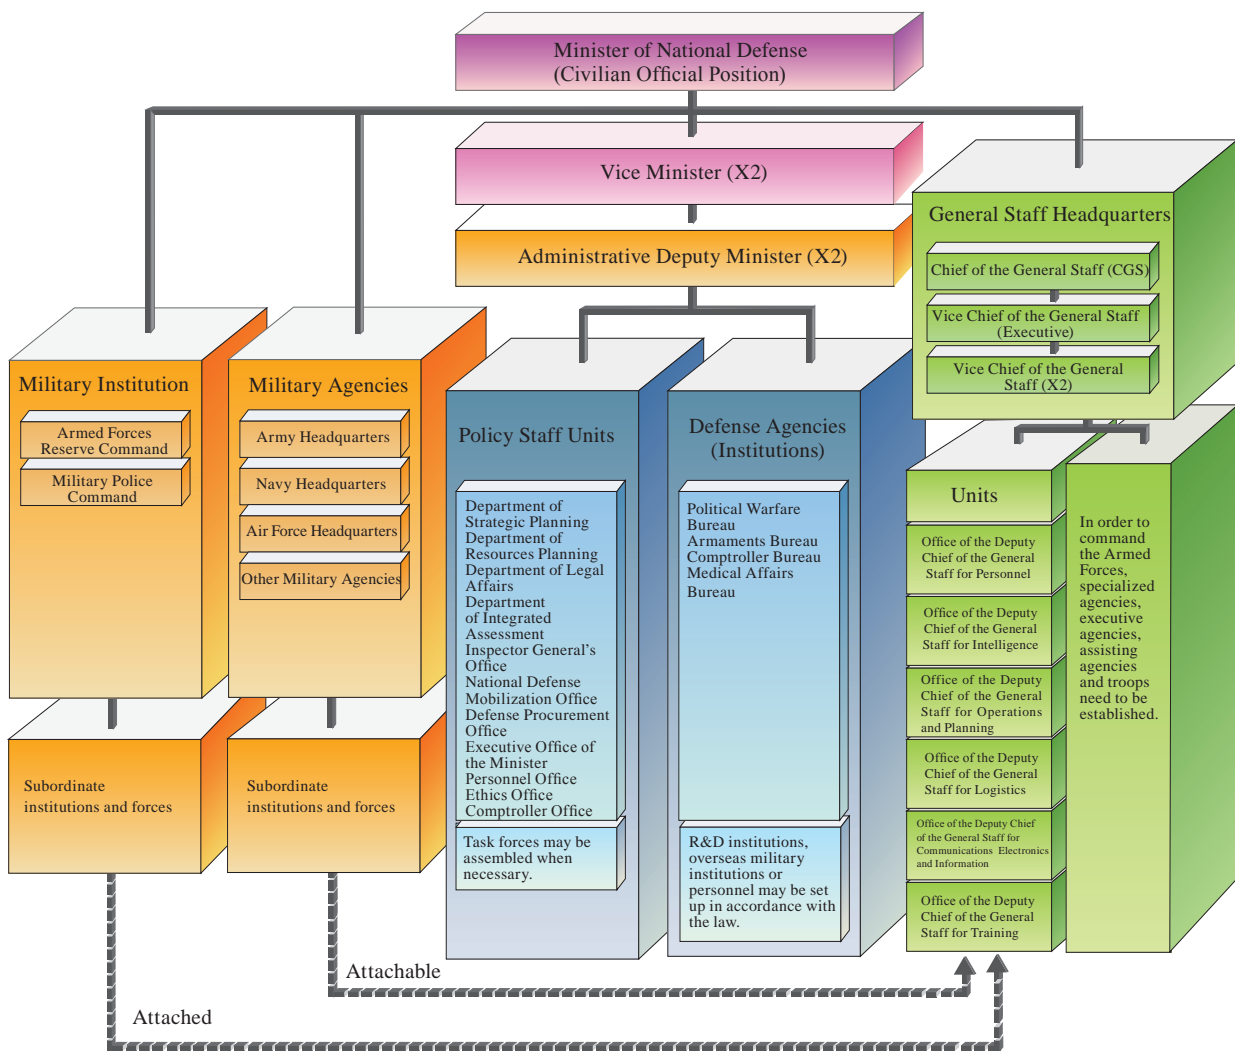 Minister of National Defense
(Civilian Official Position)
Vice Minister (X2)
Administrative Deputy Minister (X2)
General Staff Headquarters
Chief of the General Staff (CGS)
Vice Chief of the General Staff
(Executive)
Vice Chief of the General
Staff (X2)
Military Institution
Armed Forces
Reserve Command
Military Police
Command
Military Agencies
Army Headquarters
Navy Headquarters
Air Force Headquarters
Other Military Agencies
Policy Staff Units
Department of
Strategic Planning
Department of
Resources Planning
Department of Legal
Affairs
Department
of Integrated
Assessment
Inspector General's
Office
National Defense
Mobilization Office
Defense Procurement
Office
Executive Office of
the Minister
Personnel Office
Ethics Office
Comptroller Office
Task forces may be
assembled when
necessary.
Defense Agencies
(Institutions)
Political Warfare
Bureau
Armaments Bureau
Comptroller Bureau
Medical Affairs
Bureau
R&D institutions,
overseas military
institutions or
personnel may be set
up in accordance with
the law.
Units
Office of the Deputy
Chief of the General
Staff for Personnel
Office of the Deputy
Chief of the General
Staff for Intelligence
Office of the Deputy
Chief of the General
Staff for Operations
and Planning
Office of the Deputy
Chief of the General
Staff for Logistics
Office of the Deputy Chief
of the General Staff for
Communications Electronics
and Information
Office of the Deputy
Chief of the General
Staff for Training
In order to
command
the Armed
Forces,
specialized
agencies,
executive
agencies,
assisting
agencies
and troops
need to be
established.
Subordinate
institutions and forces
Subordinate
institutions and forces
Attachable
Attached